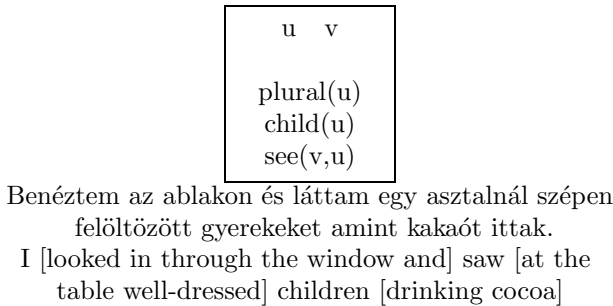 u v
plural(u)
child(u)
see(v,u)
Benéztem az ablakon és láttam egy asztalnál szépen
felöltözött gyerekeket amint kakaót ittak.
I [looked in through the window and] saw [at the
table well-dressed] children [drinking cocoa]